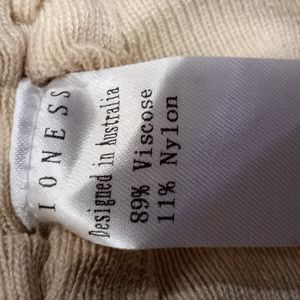 IONESS
Designed in Australia
89% Viscose
11% Nylon